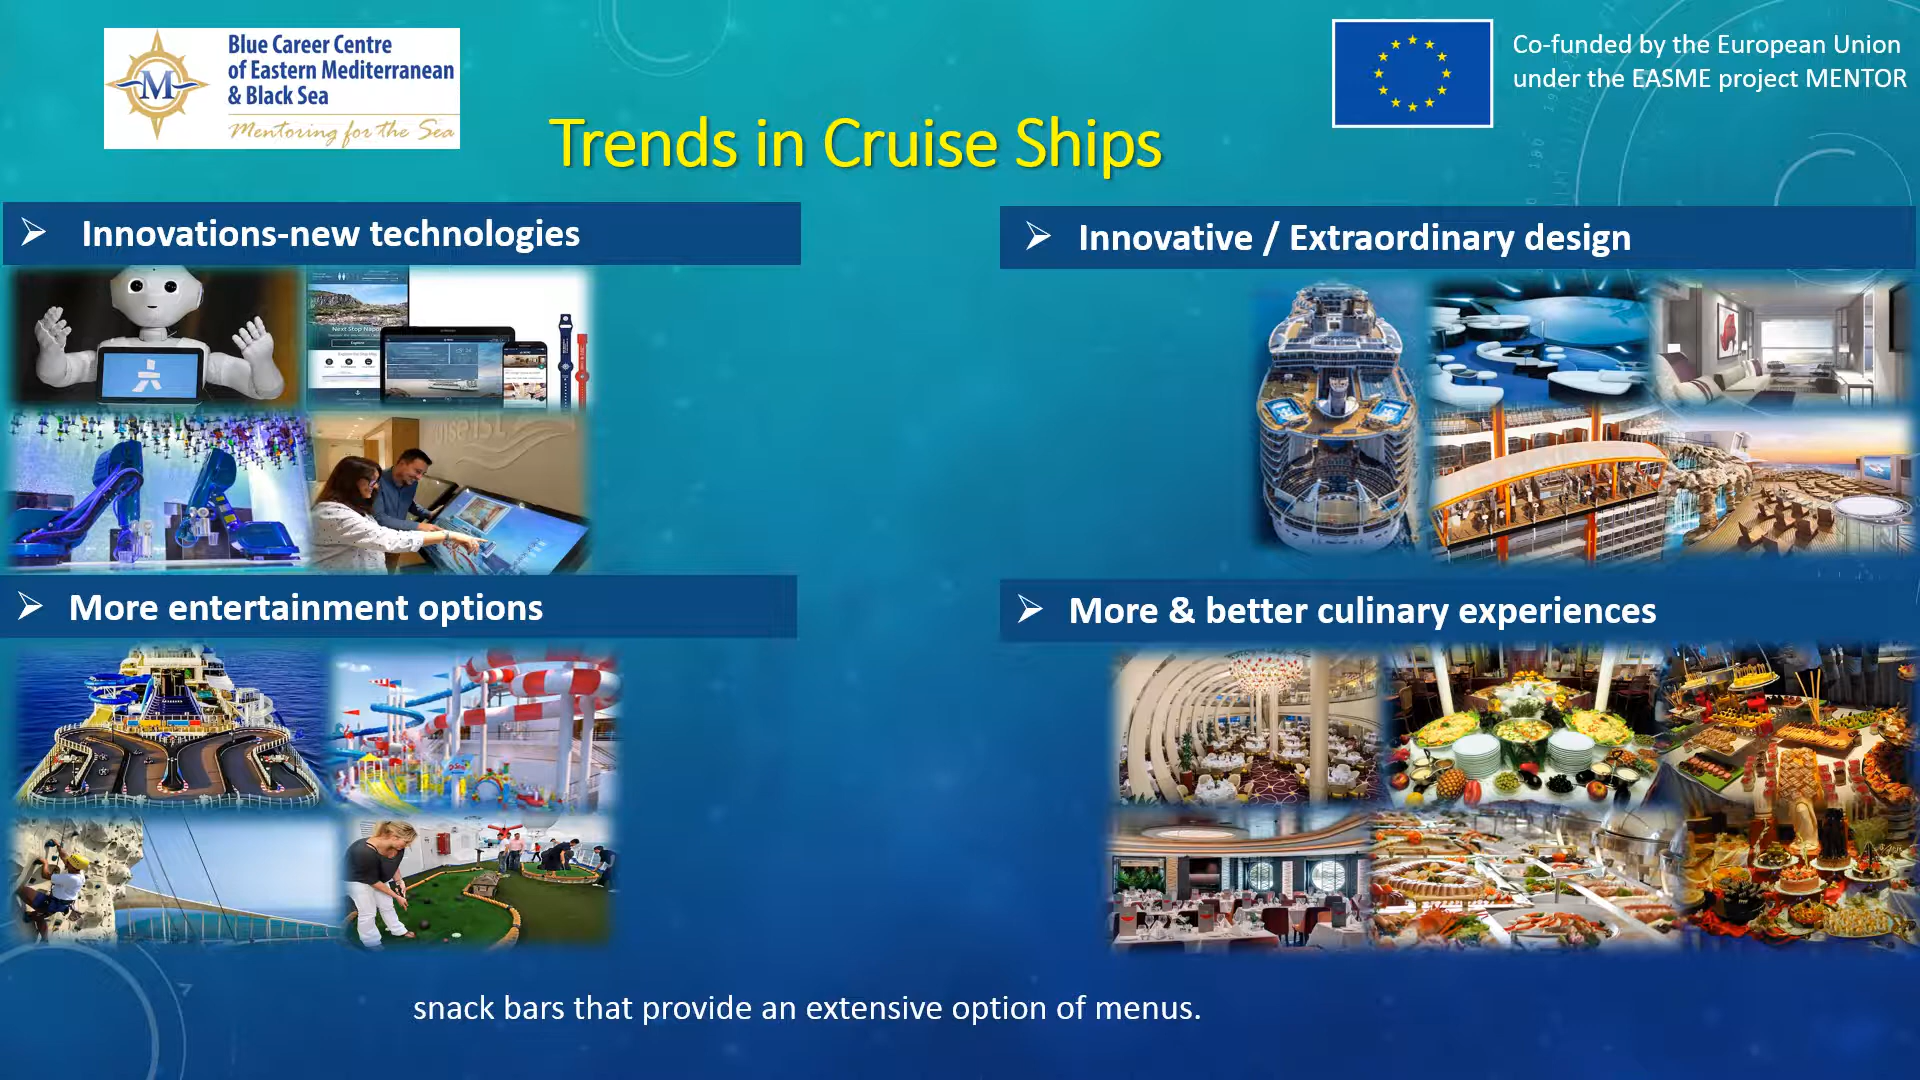 Blue Career Centre
of Eastern Mediterranean
& Black Sea
Mentoring for the Sea
M
Co-funded by the European Union
under the EASME project MENTOR
Trends in Cruise Ships
Innovations-new technologies
Innovative / Extraordinary design
Next Stop
More entertainment options
More & better culinary experiences
snack bars that provide an extensive option of menus.